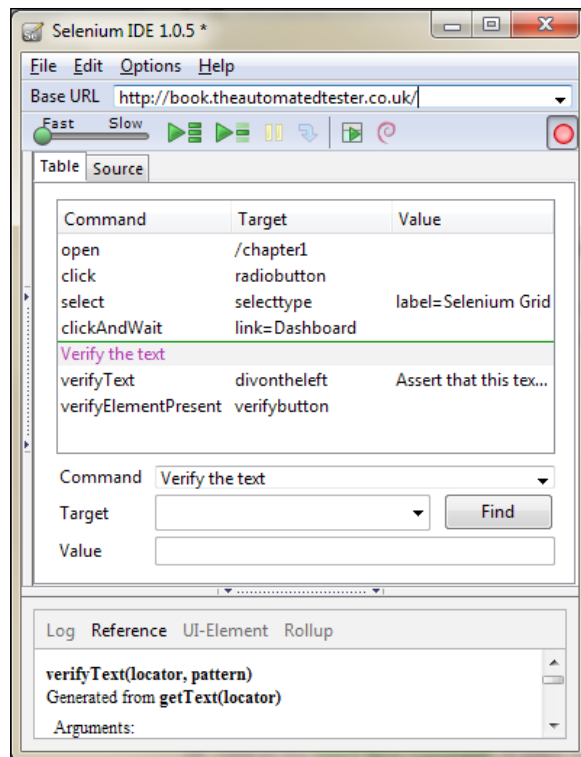 Selenium IDE 1.0.5 *
File Edit Options Help
Base URL http://book.theautomatedtester.co.uk/
Fast Slow
Table Source
Command Target Value
open /chapter1
click radiobutton
select selecttype label=Selenium Grid
clickAndWait link=Dashboard
Verify the text
verifyText divontheleft Assert that this tex...
verifyElementPresent verifybutton
Command Verify the text
Target Find
Value
Log Reference UI-Element Rollup
verifyText(locator, pattern)
Generated from getText(locator)
Arguments: